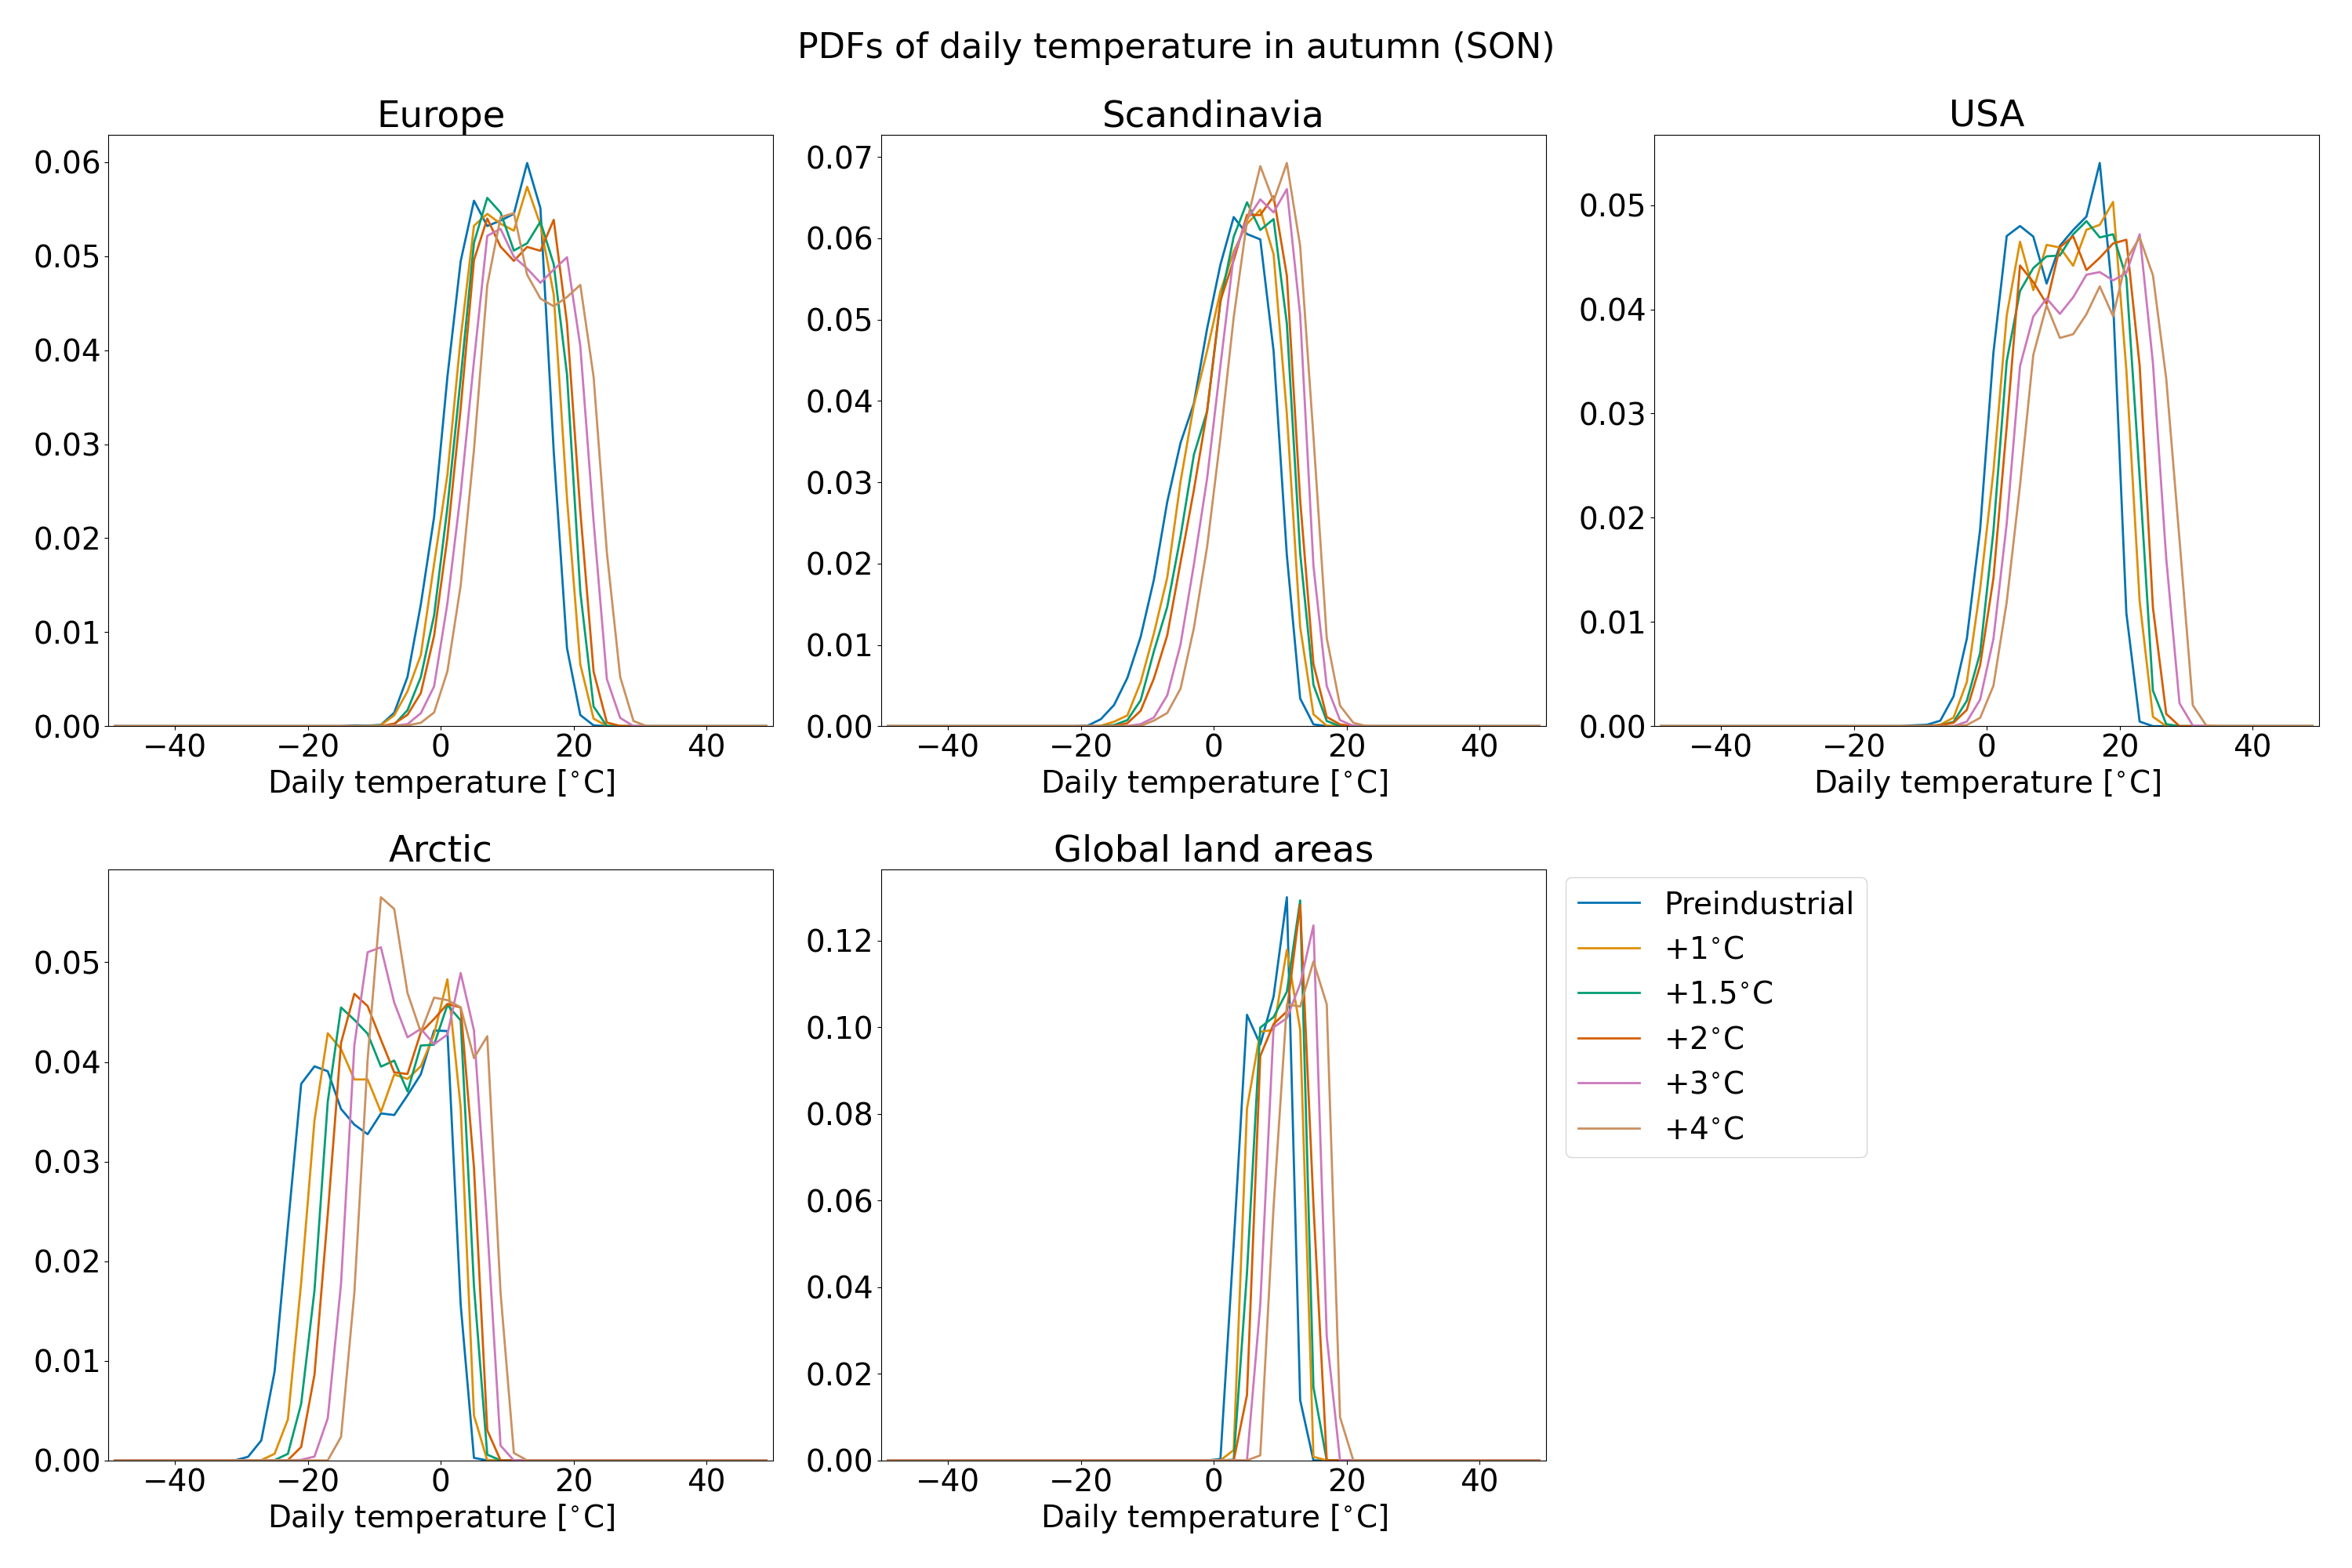 PDFs of daily temperature in autumn (SON)
Europe
0.06
0.05
0.04
0.03
0.02
0.01
0.00
−40 −20 0 20 40
Daily temperature [°C]
Scandinavia
0.07
0.06
0.05
0.04
0.03
0.02
0.01
0.00
−40 −20 0 20 40
Daily temperature [°C]
USA
0.05
0.04
0.03
0.02
0.01
0.00
−40 −20 0 20 40
Daily temperature [°C]
Arctic
0.05
0.04
0.03
0.02
0.01
0.00
−40 −20 0 20 40
Daily temperature [°C]
Global land areas
0.12
0.10
0.08
0.06
0.04
0.02
0.00
−40 −20 0 20 40
Daily temperature [°C]
Preindustrial
+1°C
+1.5°C
+2°C
+3°C
+4°C